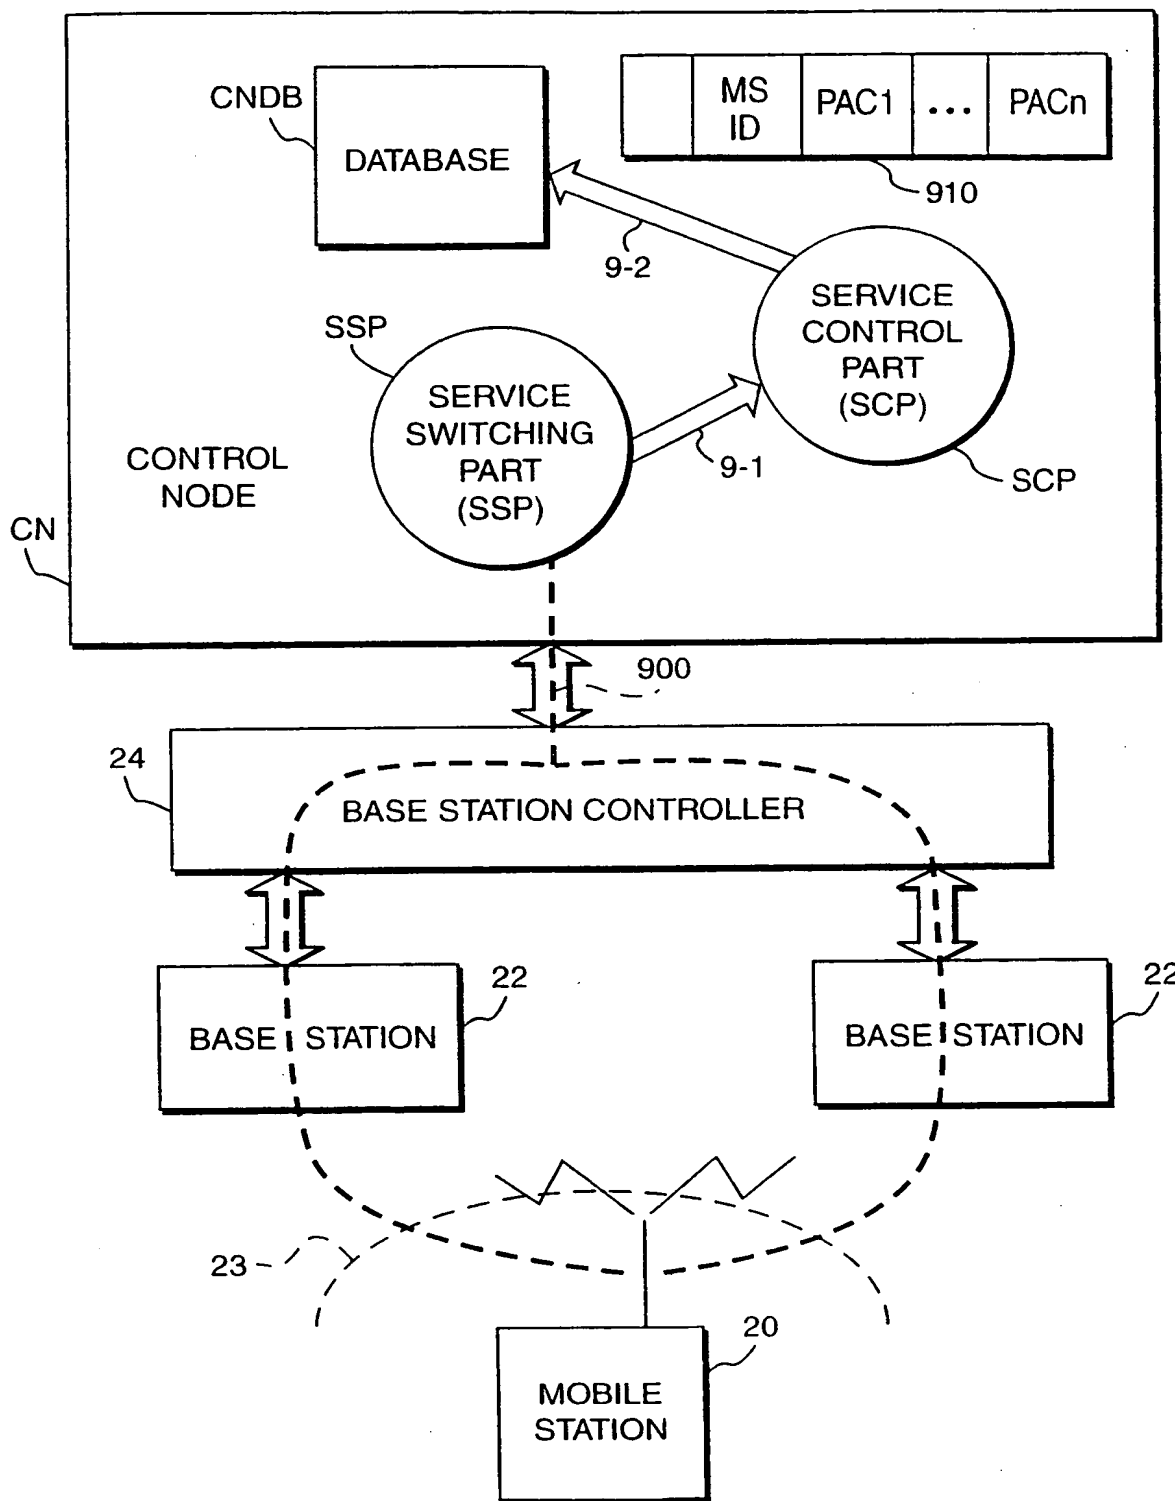 CNDB
DATABASE
MS
ID
PAC1
...
PACn
910
9-2
SERVICE
CONTROL
PART
(SCP)
SSP
SERVICE
SWITCHING
PART
(SSP)
9-1
SCP
CONTROL
NODE
CN
900
24
BASE STATION CONTROLLER
22
BASE STATION
22
BASE STATION
23
20
MOBILE
STATION